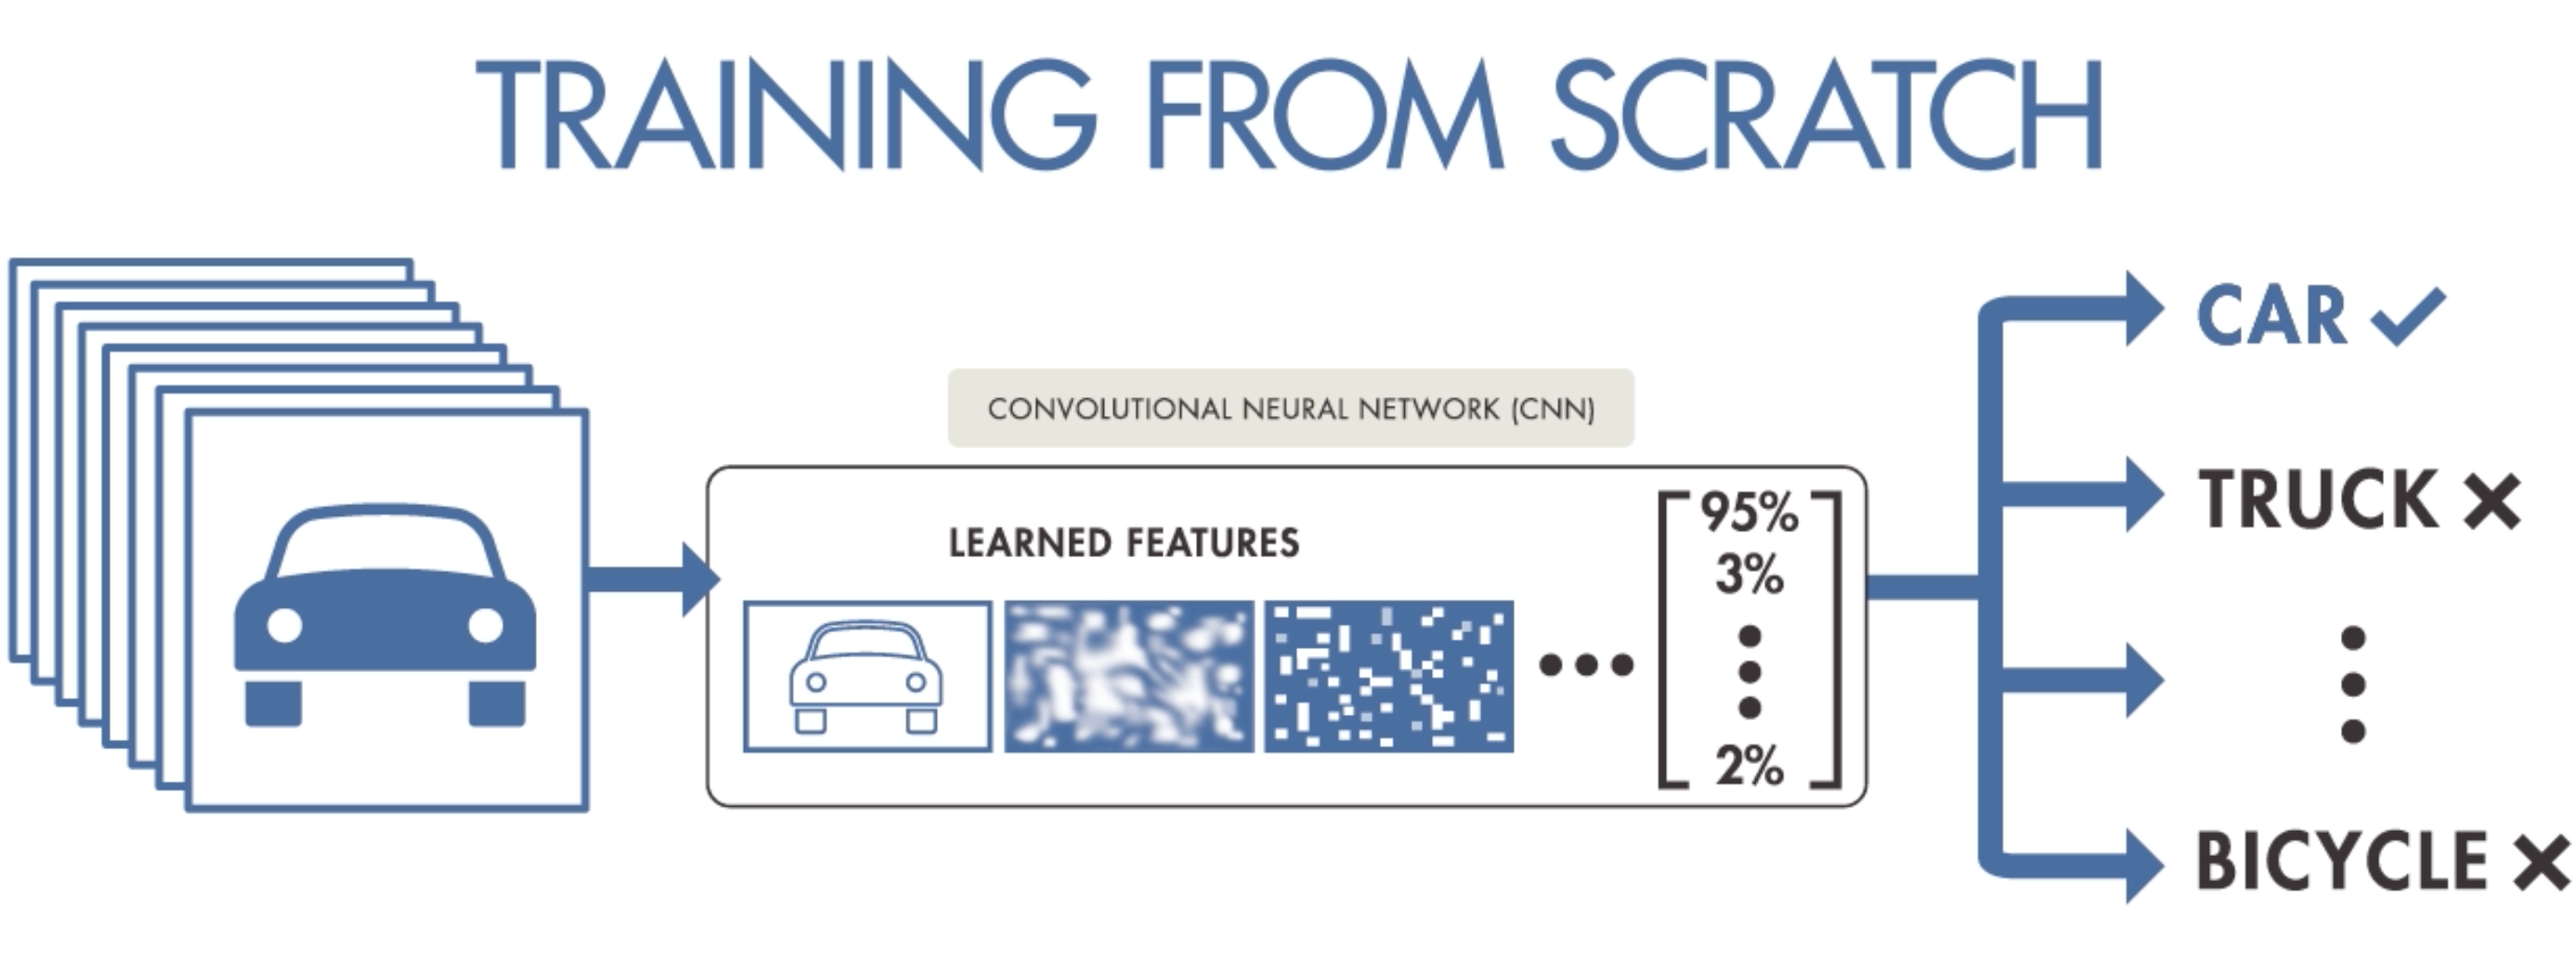 TRAINING FROM SCRATCH
CONVOLUTIONAL NEURAL NETWORK (CNN)
LEARNED FEATURES
95%
3%
2%
CAR
TRUCK
BICYCLE